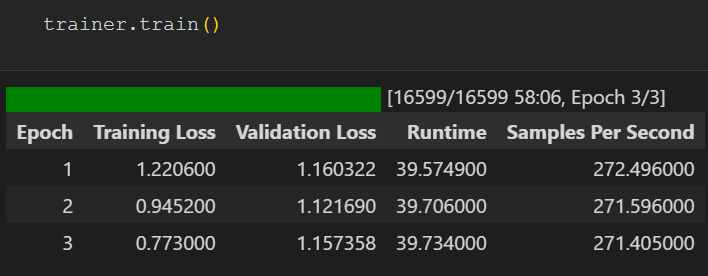 trainer.train()
[16599/16599 58:06, Epoch 3/3]
Epoch Training Loss Validation Loss Runtime Samples Per Second
1 1.220600 1.160322 39.574900 272.496000
2 0.945200 1.121690 39.706000 271.596000
3 0.773000 1.157358 39.734000 271.405000